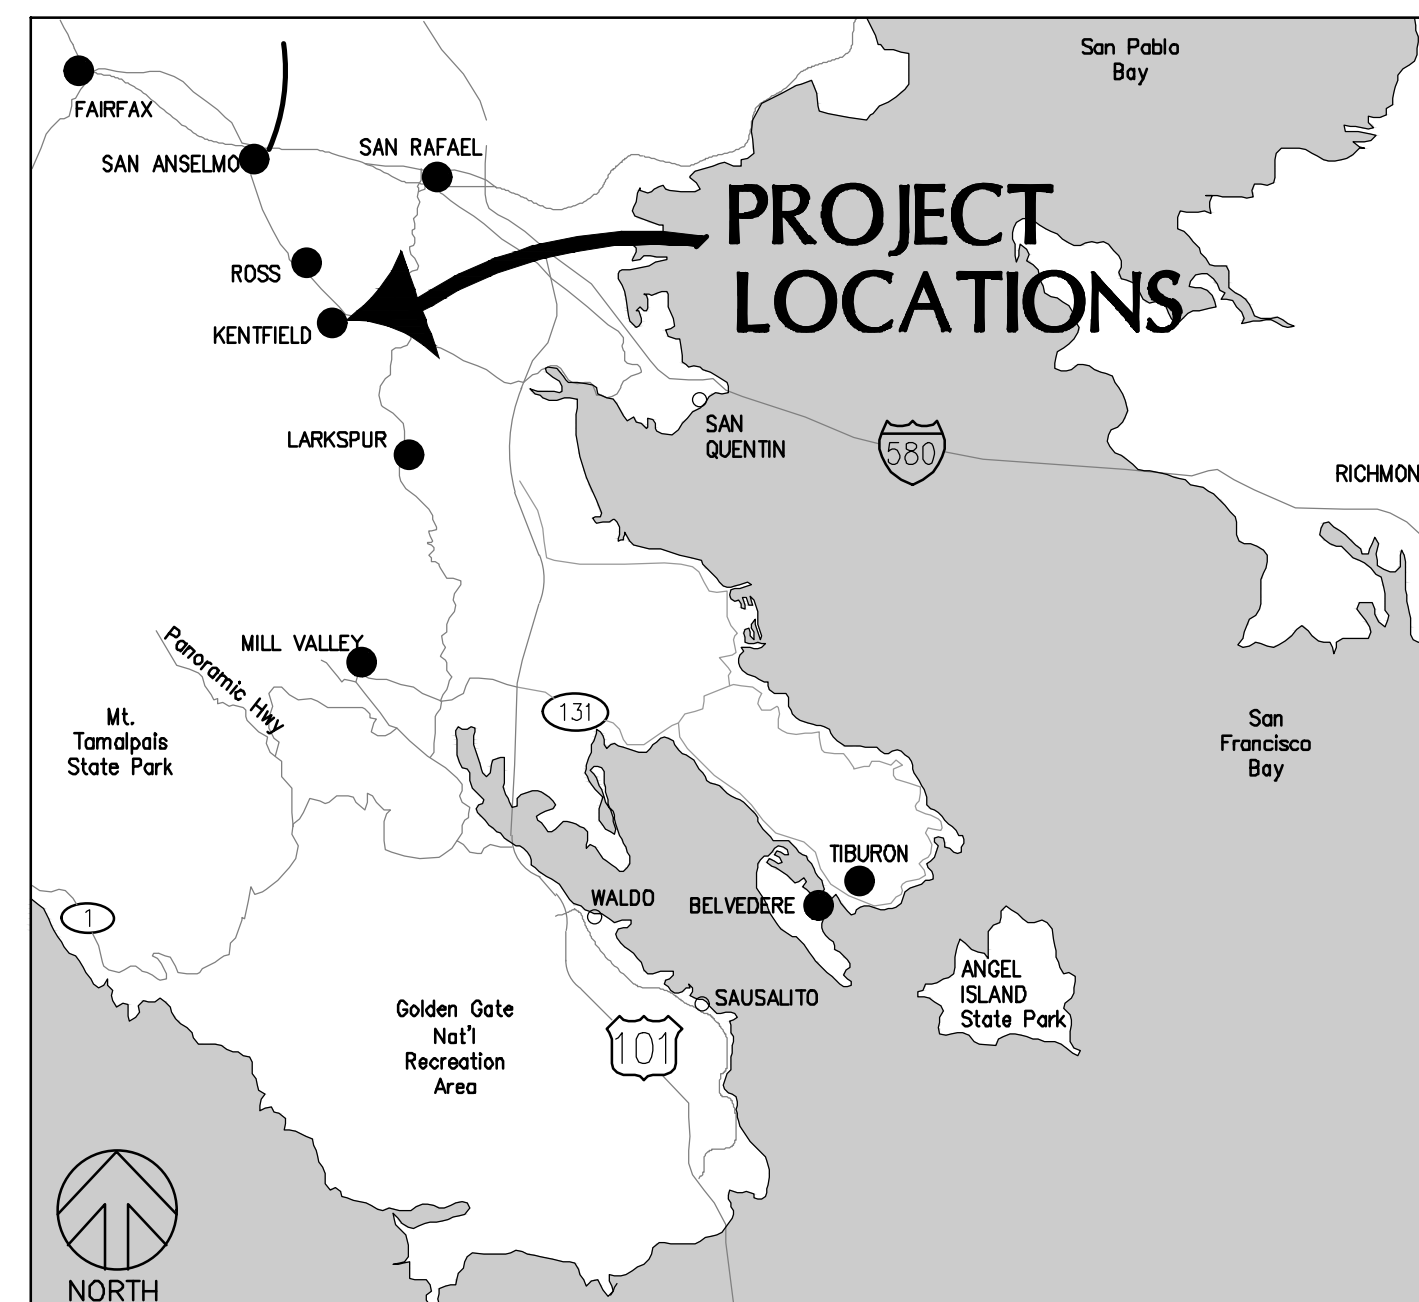 San Pablo
Bay
FAIRFAX
SAN RAFAEL
SAN ANSELMO
PROJECT
LOCATIONS
ROSS
KENTFIELD
SAN
QUENTIN
LARKSPUR
580
RICHMON
Panoramic Hwy
MILL VALLEY
131
Mt.
Tamalpais
State Park
San
Francisco
Bay
TIBURON
WALDO
BELVEDERE
1
ANGEL
ISLAND
State Park
SAUSALITO
Golden Gate
Nat'l
Recreation
Area
101
NORTH